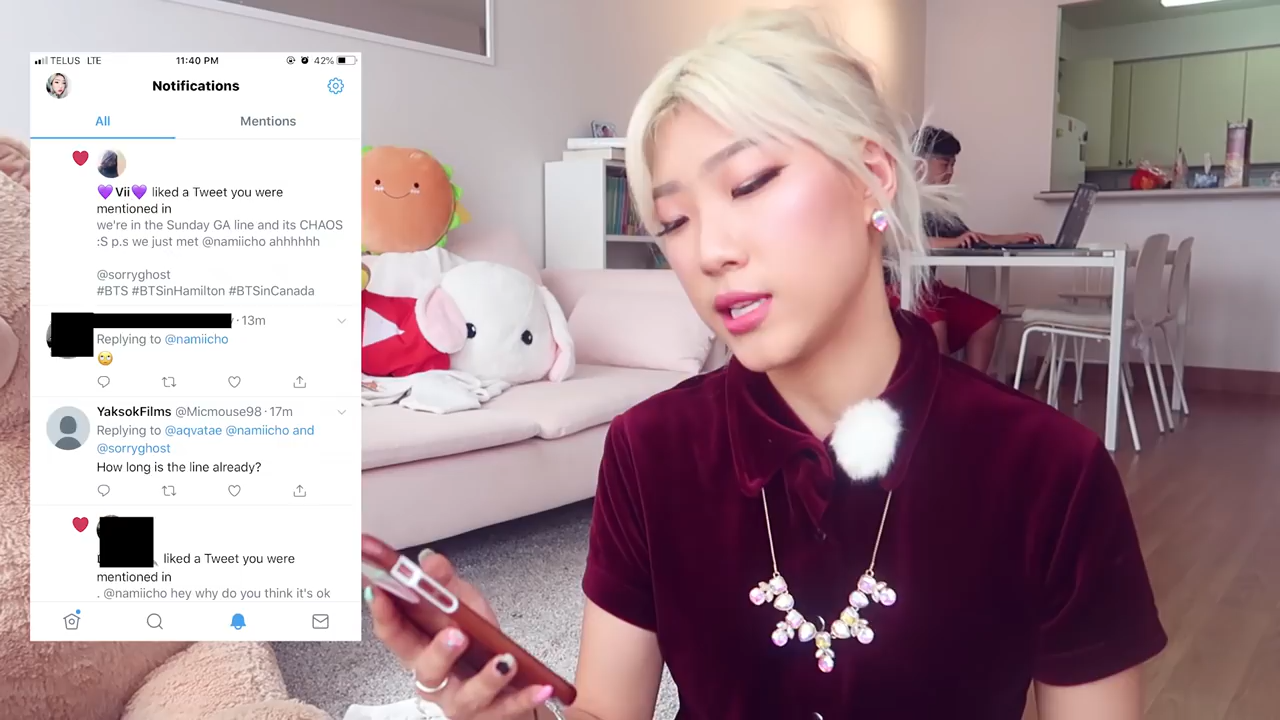 TELUS LTE 11:40 PM 42%
Notifications
All Mentions
💜Vii💜 liked a Tweet you were
mentioned in
we're in the Sunday GA line and its CHAOS
:S p.s we just met @namiicho ahhhhhh
@sorryghost
#BTS #BTSinHamilton #BTSinCanada
· 13m
Replying to @namiicho
🙄
YaksokFilms @Micmouse98 · 17m
Replying to @aqvatae @namiicho and
@sorryghost
How long is the line already?
liked a Tweet you were
mentioned in
. @namiicho hey why do you think it's ok